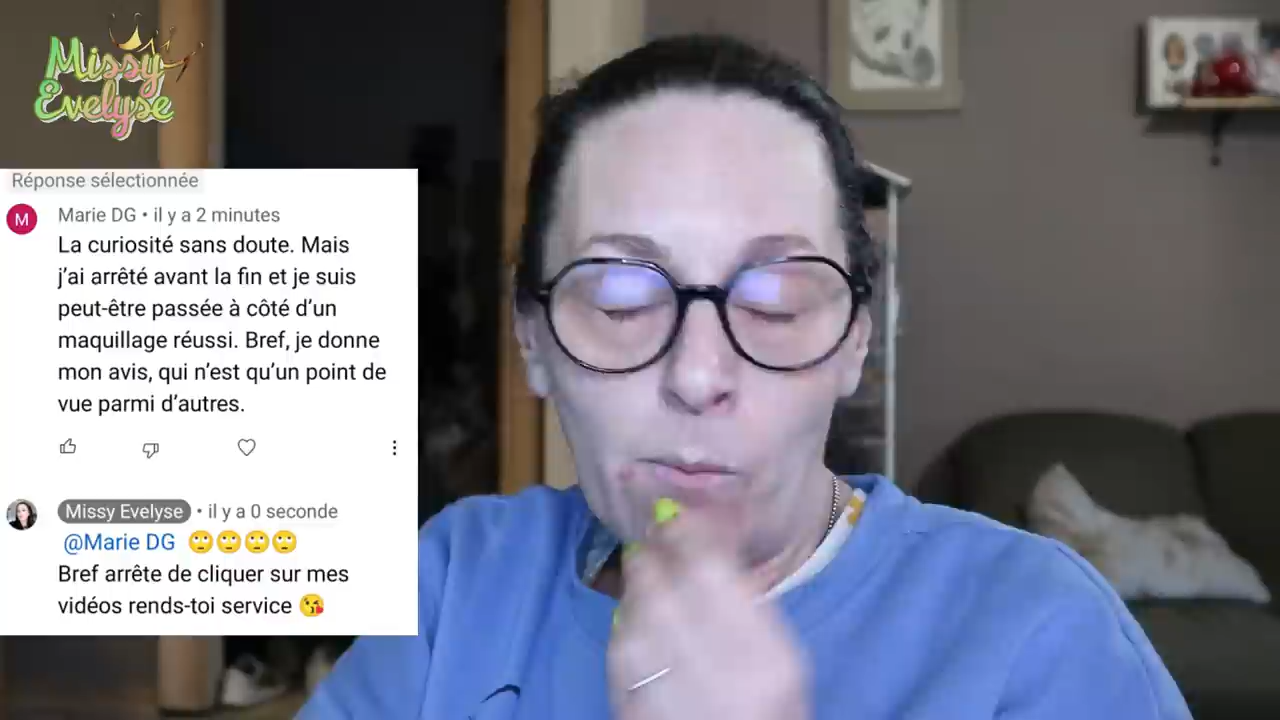 Missy
Evelyse
Réponse sélectionnée
M
Marie DG • il y a 2 minutes
La curiosité sans doute. Mais
j’ai arrêté avant la fin et je suis
peut-être passée à côté d’un
maquillage réussi. Bref, je donne
mon avis, qui n’est qu’un point de
vue parmi d’autres.
Missy Evelyse • il y a 0 seconde
@Marie DG 🙄🙄🙄🙄
Bref arrête de cliquer sur mes
vidéos rends-toi service 😘